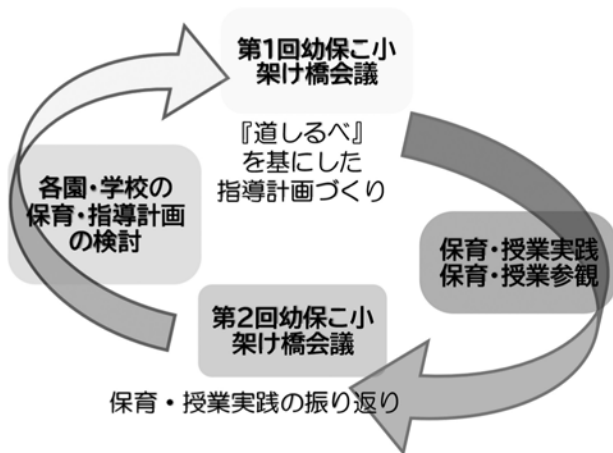 第1回幼保こ小
架け橋会議
『道しるべ』
を基にした
指導計画づくり
各園・学校の
保育・指導計画
の検討
保育・授業実践
保育・授業参観
第2回幼保こ小
架け橋会議
保育・授業実践の振り返り